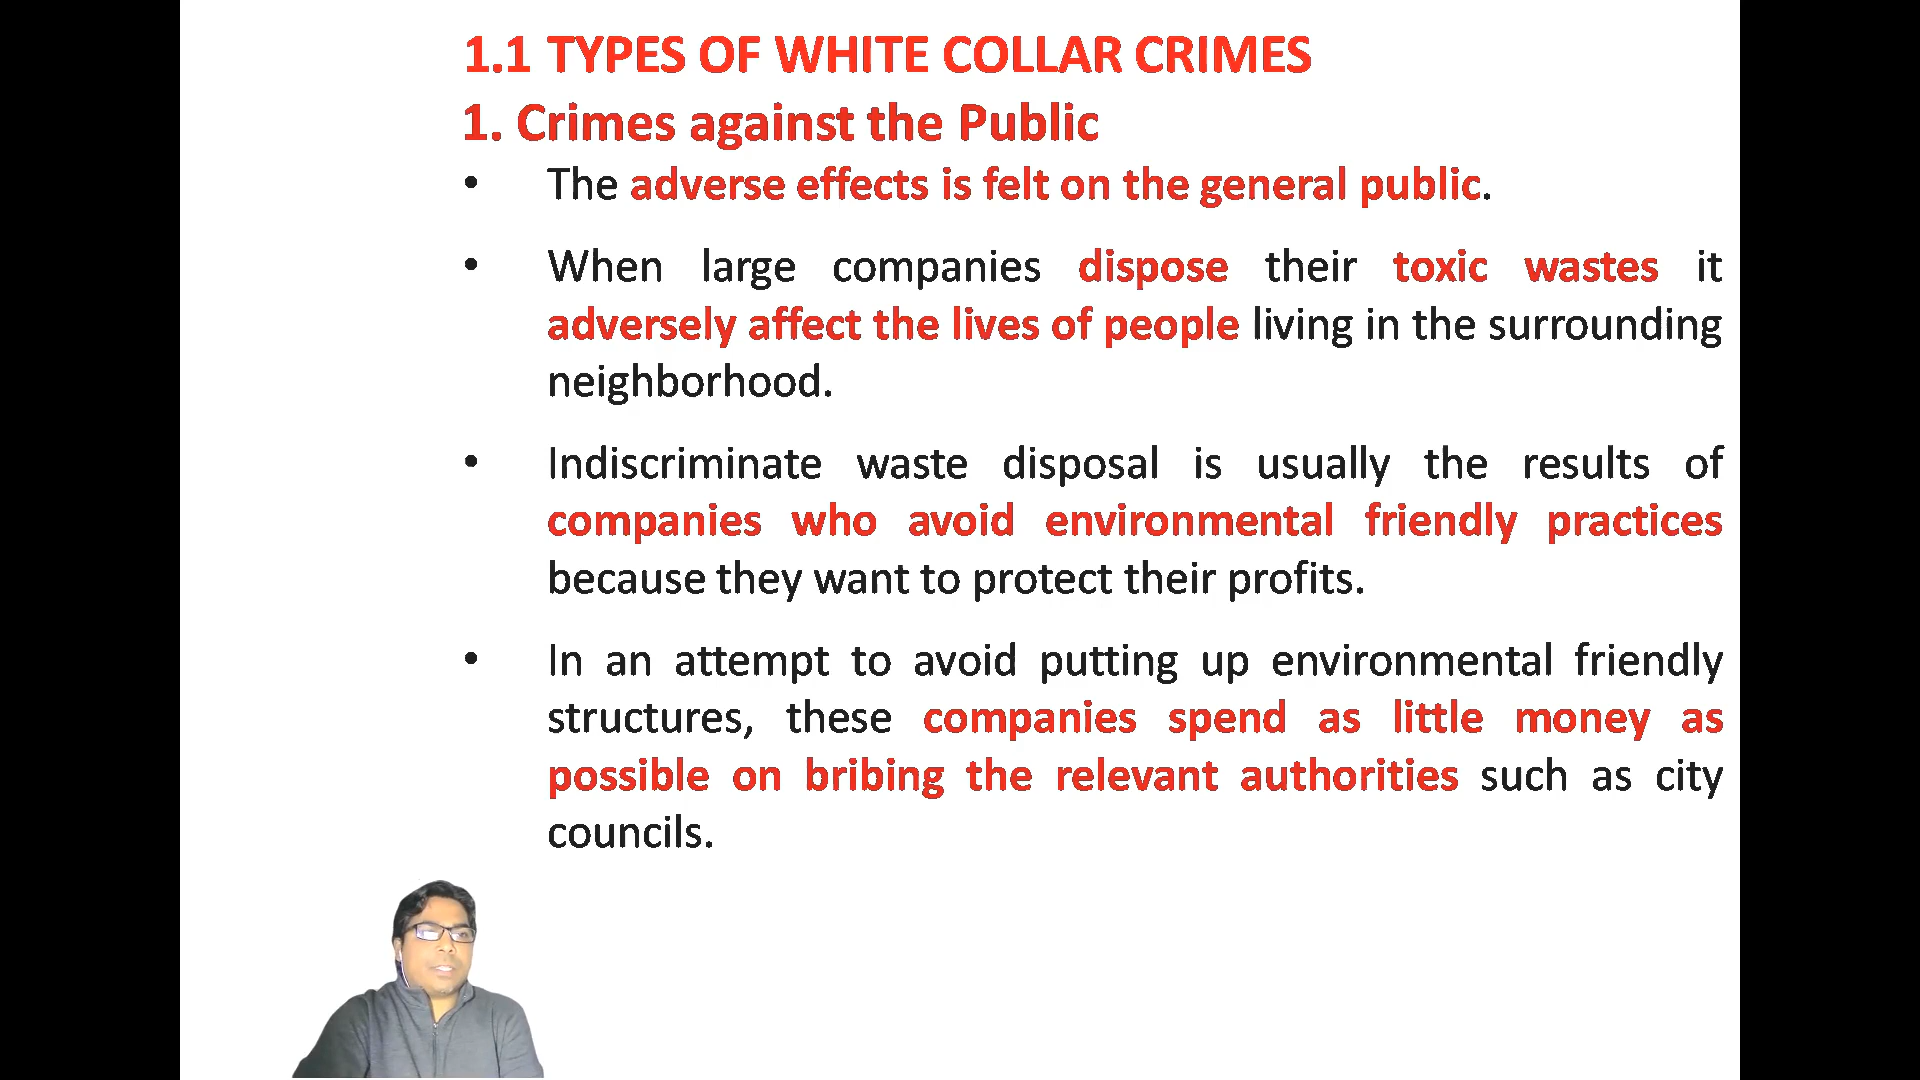 1.1 TYPES OF WHITE COLLAR CRIMES
1. Crimes against the Public
• The adverse effects is felt on the general public.
• When large companies dispose their toxic wastes it
adversely affect the lives of people living in the surrounding
neighborhood.
• Indiscriminate waste disposal is usually the results of
companies who avoid environmental friendly practices
because they want to protect their profits.
• In an attempt to avoid putting up environmental friendly
structures, these companies spend as little money as
possible on bribing the relevant authorities such as city
councils.